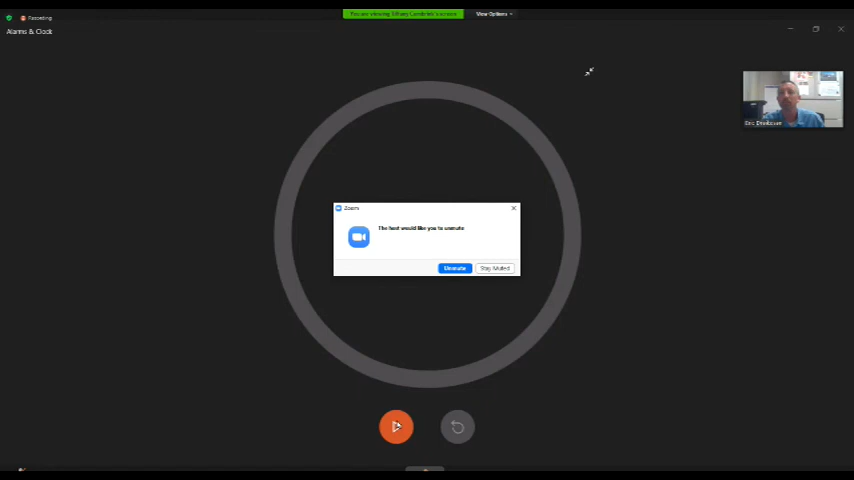 Recording
You are viewing Tiffany screen
View Options
Alarms & Clock
Eric
Zoom
The host would like you to unmute
Unmute
Stay Muted